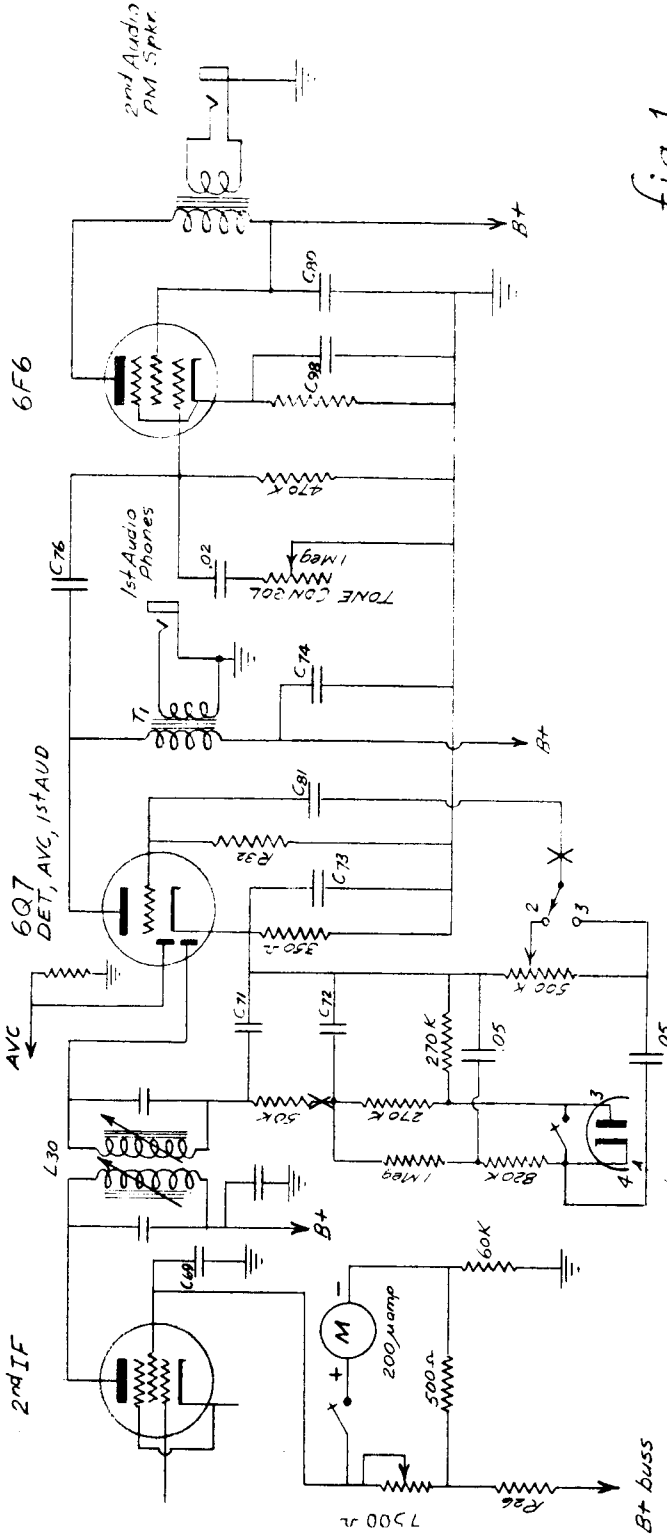 2nd IF
L30
AVC
6Q7
DET, AVC, 1st AUD
C76
6F6
2nd Audio
PM Spkr.
1st Audio
Phones
T1
C69
B+
C71
C72
C73
C74
C81
R32
350Ω
.02
1 Meg
TONE CONGOL
470K
C98
C80
B+
B+
M
+
-
200 µamp
7500 Ω
500Ω
60K
R26
B+ buss
50K
270K
270K
1 Meg
820K
.05
.05
500K
2
3
3
4
fig. 1